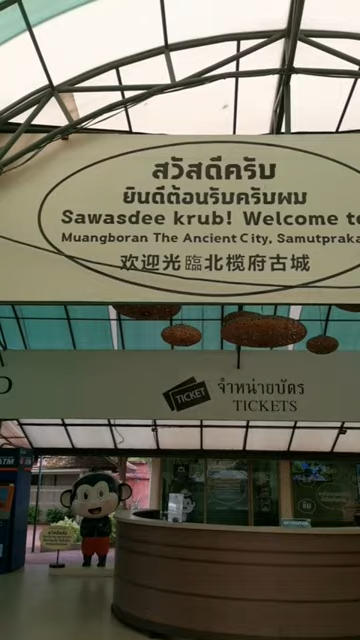 สวัสดีครับ
ยินดีต้อนรับครับผม
Sawasdee krub! Welcome to
Muangboran The Ancient City, Samutpraka
欢迎光臨北榄府古城
TICKET
จำหน่ายบัตร
TICKETS
ATM